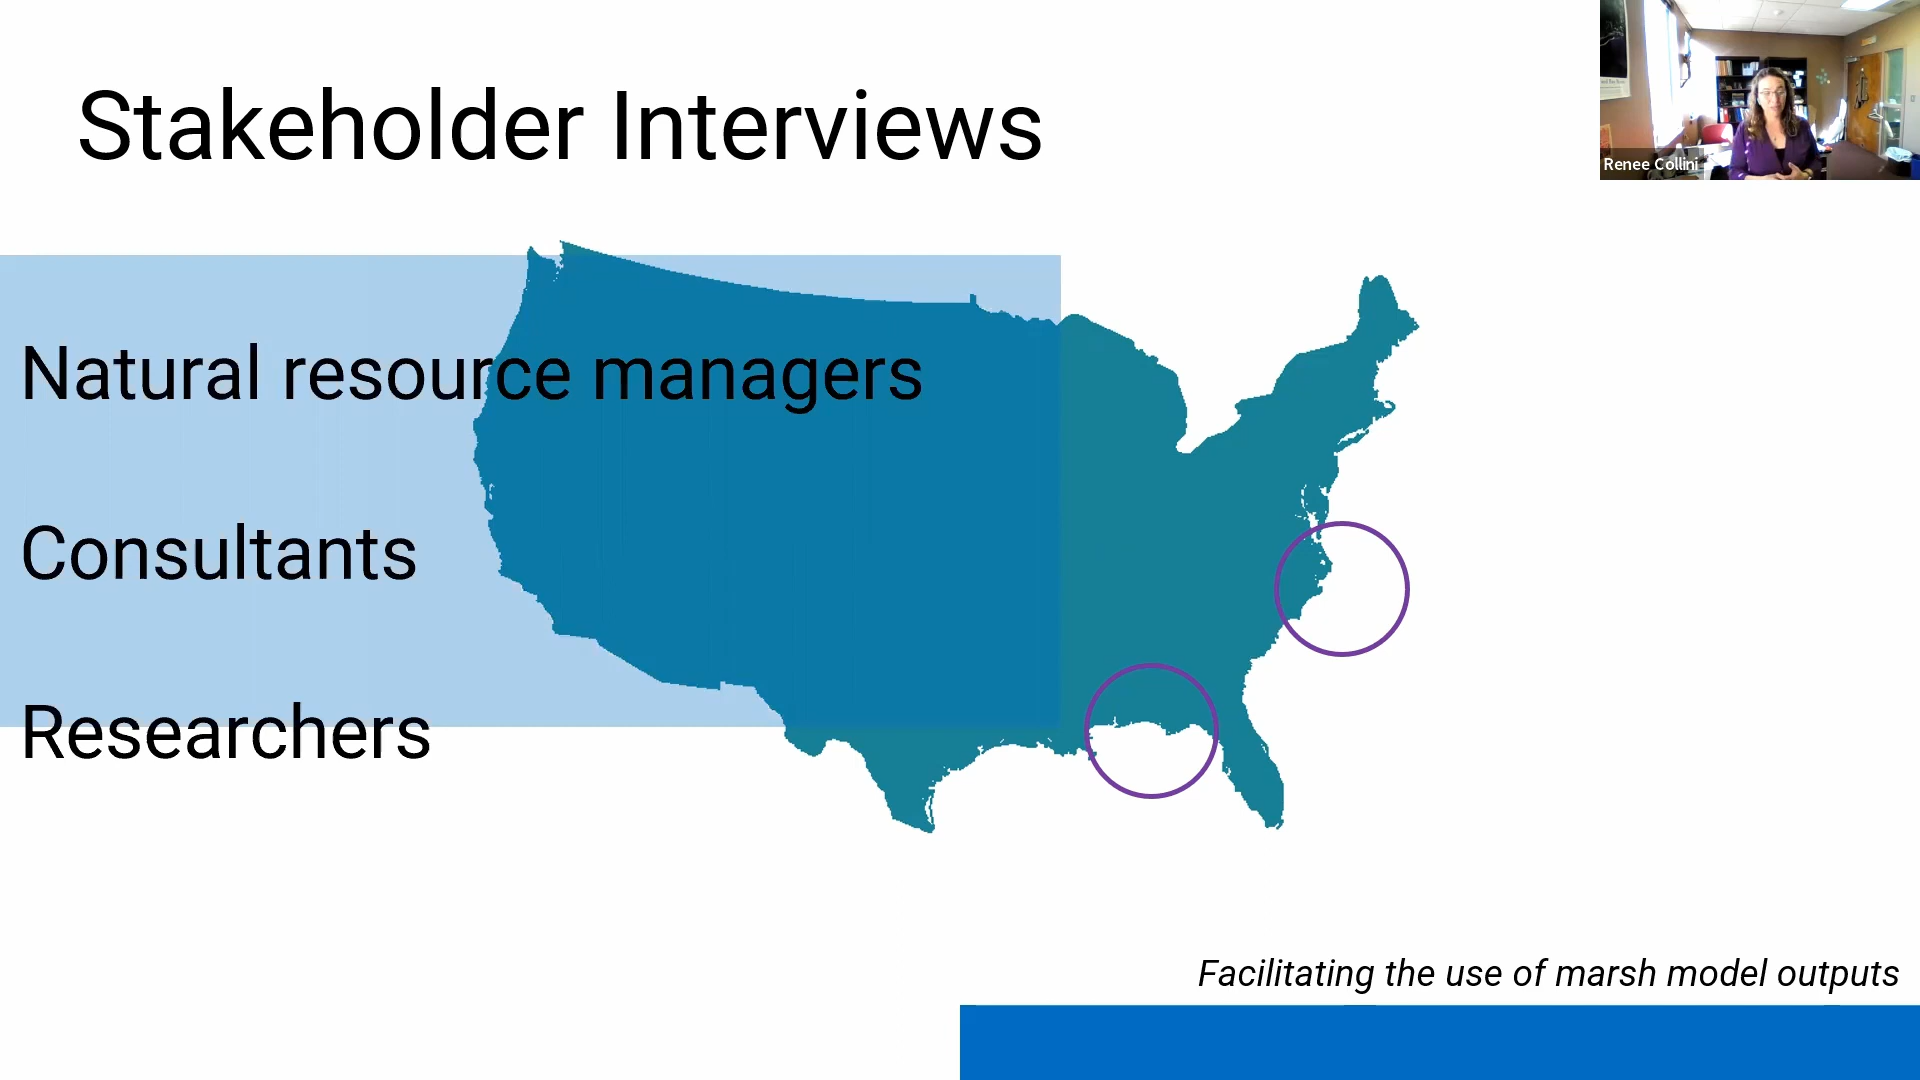 Stakeholder Interviews
Renee Collini
Natural resource managers
Consultants
Researchers
Facilitating the use of marsh model outputs